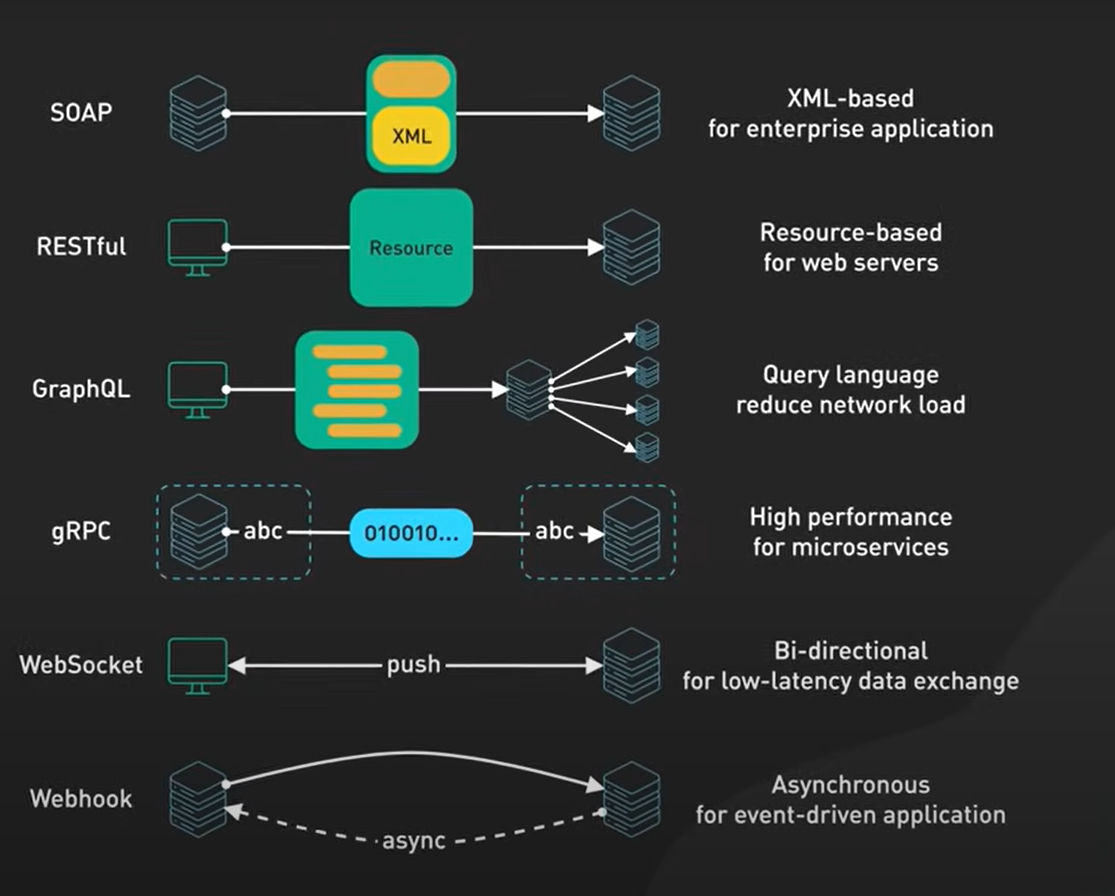 SOAP
XML
XML-based
for enterprise application
RESTful
Resource
Resource-based
for web servers
GraphQL
Query language
reduce network load
gRPC
abc
010010...
abc
High performance
for microservices
WebSocket
push
Bi-directional
for low-latency data exchange
Webhook
async
Asynchronous
for event-driven application